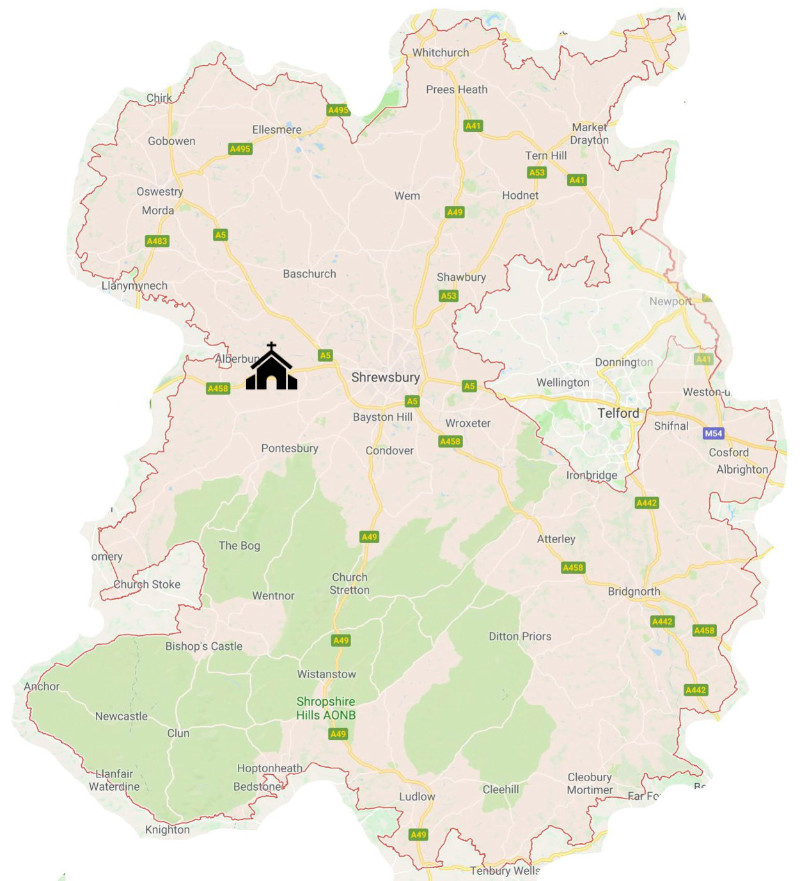 M
Whitchurch
Prees Heath
Chirk
A495
Ellesmere
A41
Market
Drayton
Gobowen
A495
Tern Hill
A53
A41
Oswestry
Wem
Hodnet
Morda
A49
A5
A483
Baschurch
Shawbury
Llanymynech
A53
Newport
Alberbu
A5
Donnington
A41
Shrewsbury
Wellington
A458
A5
Weston-u
A5
Telford
Bayston Hill
Wroxeter
Shifnal
M54
A458
Pontesbury
Condover
Cosford
Albrighton
Ironbridge
A442
A49
Atterley
The Bog
omery
A458
Church
Stretton
Church Stoke
Bridgnorth
Wentnor
A442
A458
A49
Ditton Priors
Bishop's Castle
Wistanstow
Anchor
A442
Shropshire
Hills AONB
Newcastle
Clun
A49
Hoptonheath
Llanfair
Waterdine
Bedstone
Cleobury
Mortimer
Cleehill
Ludlow
Far Fo
Be
Knighton
A49
Tenbury Wells